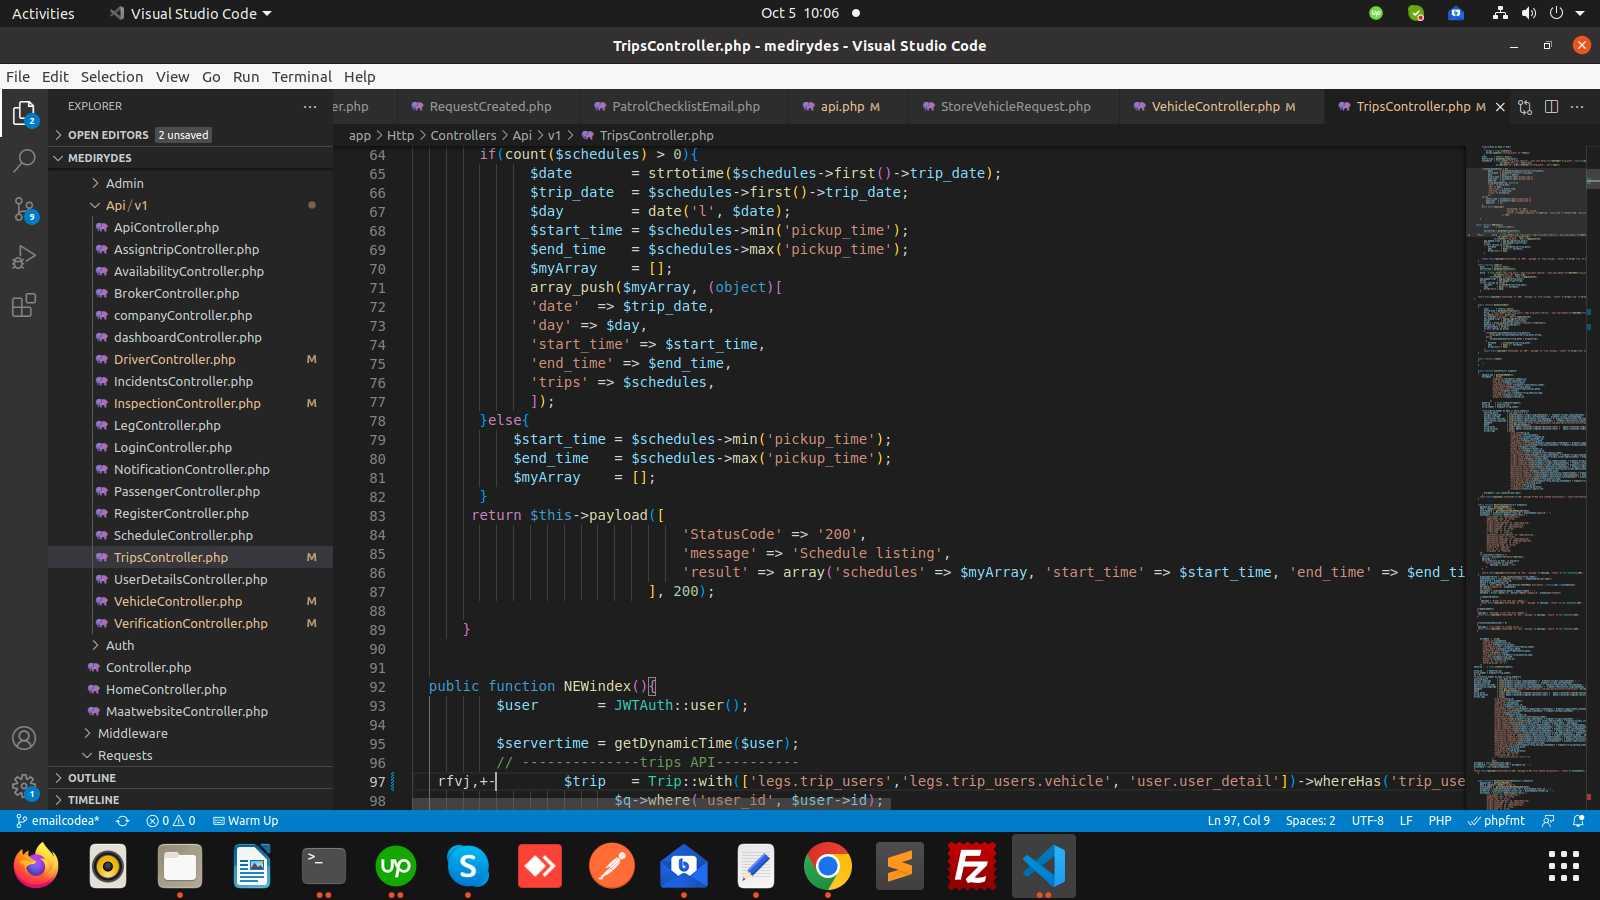 Activities
Visual Studio Code
Oct 5 10:06
TripsController.php - medirydes - Visual Studio Code
File Edit Selection View Go Run Terminal Help
EXPLORER
er.php
RequestCreated.php
PatrolChecklistEmail.php
api.php M
StoreVehicleRequest.php
VehicleController.php M
TripsController.php M
app > Http > Controllers > Api > v1 > TripsController.php
2
9
1
OPEN EDITORS 2 unsaved
MEDIRYDES
Admin
Api/v1
ApiController.php
AssigntripController.php
AvailabilityController.php
BrokerController.php
companyController.php
dashboardController.php
DriverController.php M
IncidentsController.php
InspectionController.php M
LegController.php
LoginController.php
NotificationController.php
PassengerController.php
RegisterController.php
ScheduleController.php
TripsController.php M
UserDetailsController.php
VehicleController.php M
VerificationController.php M
Auth
Controller.php
HomeController.php
MaatwebsiteController.php
Middleware
Requests
OUTLINE
TIMELINE
64 if(count($schedules) > 0){
65 $date = strtotime($schedules->first()->trip_date);
66 $trip_date = $schedules->first()->trip_date;
67 $day = date('l', $date);
68 $start_time = $schedules->min('pickup_time');
69 $end_time = $schedules->max('pickup_time');
70 $myArray = [];
71 array_push($myArray, (object)[
72 'date' => $trip_date,
73 'day' => $day,
74 'start_time' => $start_time,
75 'end_time' => $end_time,
76 'trips' => $schedules,
77 ]);
78 }else{
79 $start_time = $schedules->min('pickup_time');
80 $end_time = $schedules->max('pickup_time');
81 $myArray = [];
82 }
83 return $this->payload([
84 'StatusCode' => '200',
85 'message' => 'Schedule listing',
86 'result' => array('schedules' => $myArray, 'start_time' => $start_time, 'end_time' => $end_ti
87 ], 200);
88
89 }
90
91
92 public function NEWindex(){
93 $user = JWTAuth::user();
94
95 $servertime = getDynamicTime($user);
96 // --------------trips API----------
97 rfvj,+- $trip = Trip::with(['legs.trip_users','legs.trip_users.vehicle', 'user.user_detail'])->whereHas('trip_use
98 $q->where('user_id', $user->id);
emailcodea* 0 0 Warm Up
Ln 97, Col 9 Spaces: 2 UTF-8 LF PHP phpfmt